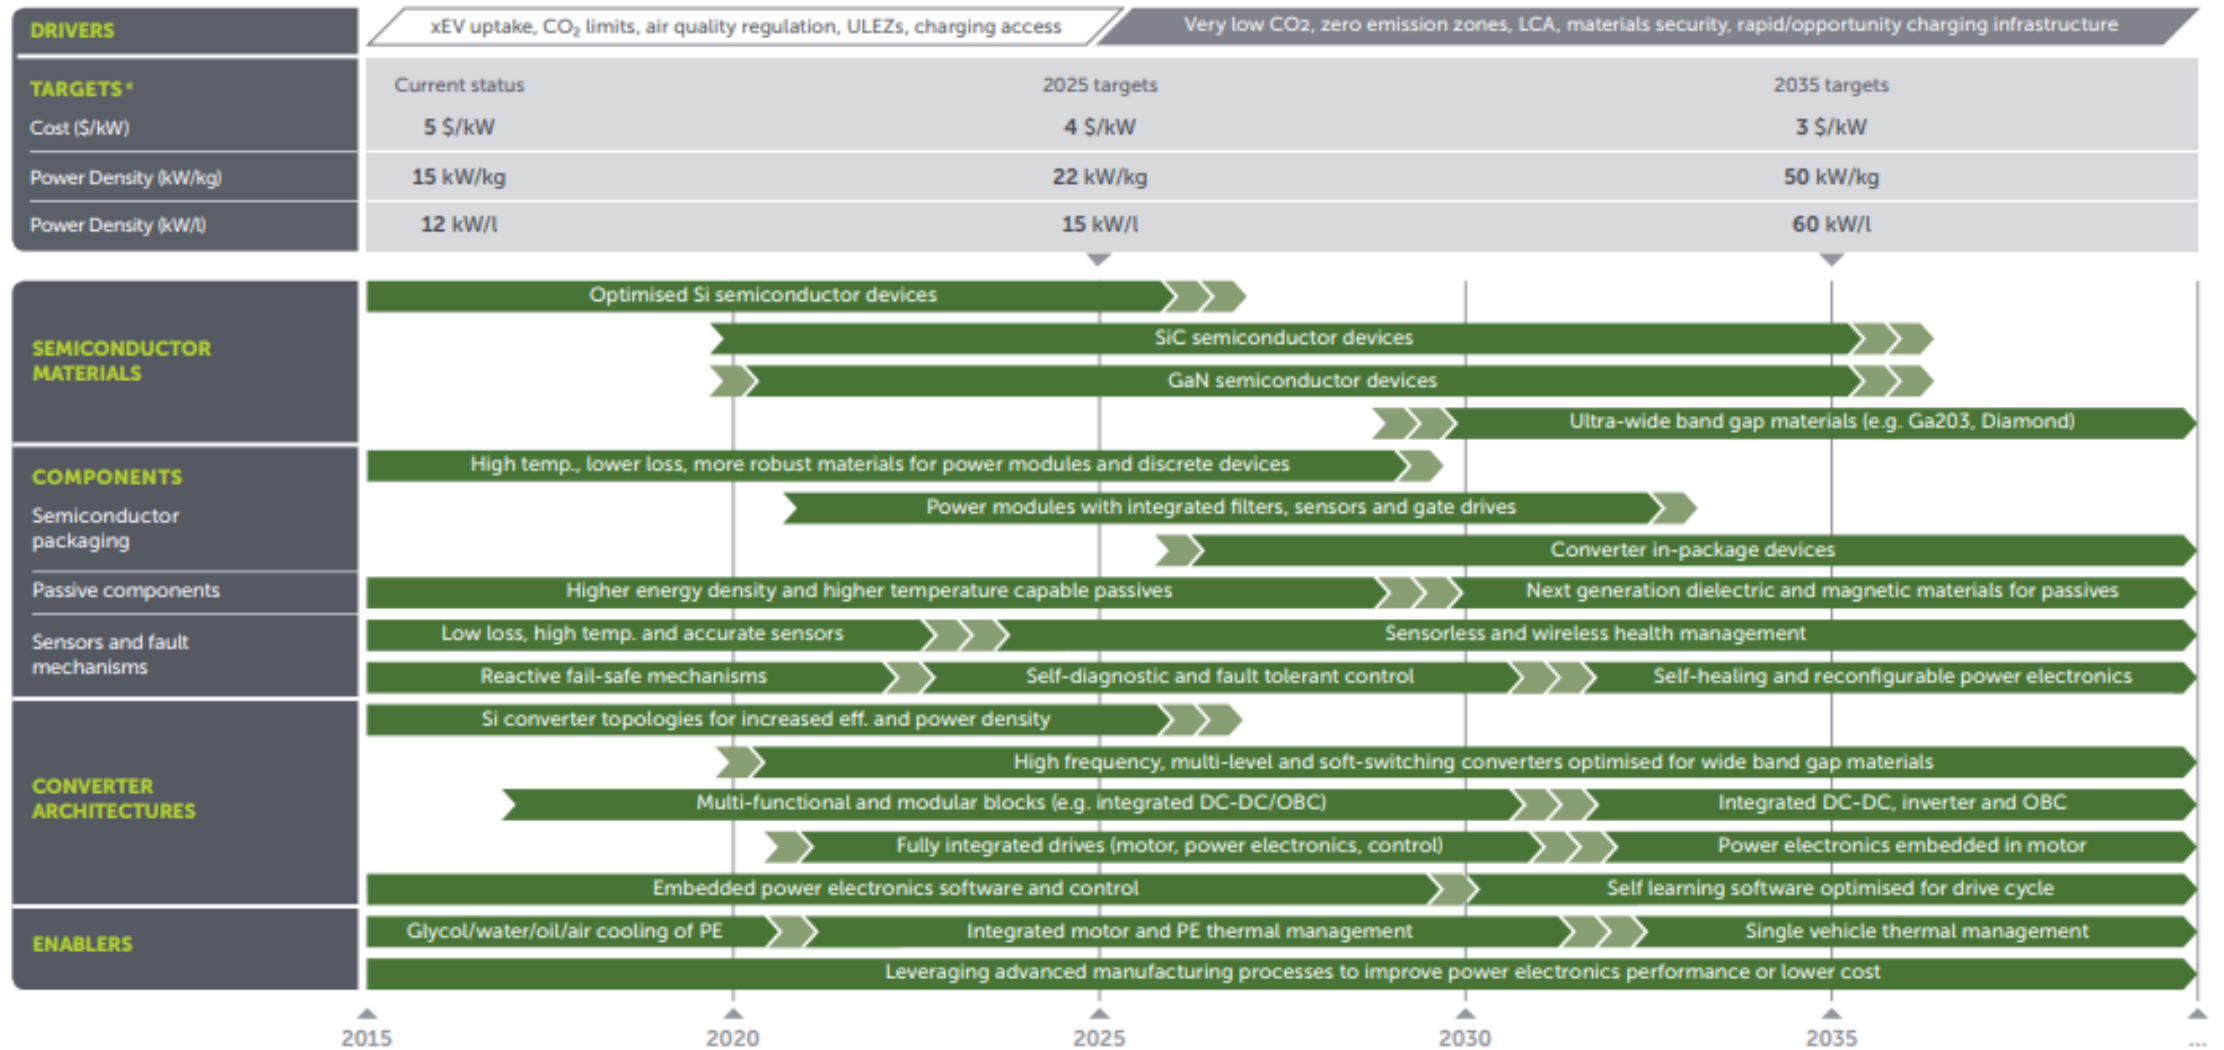 DRIVERS
xEV uptake, CO₂ limits, air quality regulation, ULEZs, charging access
Very low CO2, zero emission zones, LCA, materials security, rapid/opportunity charging infrastructure
TARGETS*
Current status
2025 targets
2035 targets
Cost ($/kW)
5 $/kW
4 $/kW
3 $/kW
Power Density (kW/kg)
15 kW/kg
22 kW/kg
50 kW/kg
Power Density (kW/l)
12 kW/l
15 kW/l
60 kW/l
SEMICONDUCTOR
MATERIALS
Optimised Si semiconductor devices
SiC semiconductor devices
GaN semiconductor devices
Ultra-wide band gap materials (e.g. Ga203, Diamond)
COMPONENTS
Semiconductor
packaging
High temp., lower loss, more robust materials for power modules and discrete devices
Power modules with integrated filters, sensors and gate drives
Converter in-package devices
Passive components
Higher energy density and higher temperature capable passives
Next generation dielectric and magnetic materials for passives
Sensors and fault
mechanisms
Low loss, high temp. and accurate sensors
Sensorless and wireless health management
Reactive fail-safe mechanisms
Self-diagnostic and fault tolerant control
Self-healing and reconfigurable power electronics
CONVERTER
ARCHITECTURES
Si converter topologies for increased eff. and power density
High frequency, multi-level and soft-switching converters optimised for wide band gap materials
Multi-functional and modular blocks (e.g. integrated DC-DC/OBC)
Integrated DC-DC, inverter and OBC
Fully integrated drives (motor, power electronics, control)
Power electronics embedded in motor
Embedded power electronics software and control
Self learning software optimised for drive cycle
ENABLERS
Glycol/water/oil/air cooling of PE
Integrated motor and PE thermal management
Single vehicle thermal management
Leveraging advanced manufacturing processes to improve power electronics performance or lower cost
2015
2020
2025
2030
2035
...